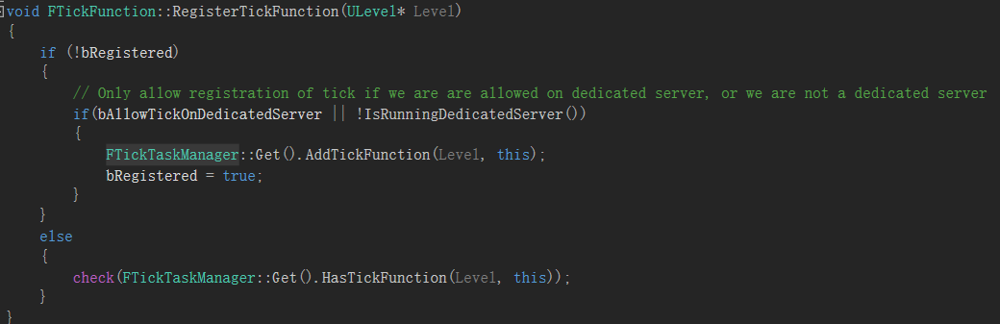 void FTickFunction::RegisterTickFunction(ULevel* Level)
{
    if (!bRegistered)
    {
        // Only allow registration of tick if we are are allowed on dedicated server, or we are not a dedicated server
        if(bAllowTickOnDedicatedServer || !IsRunningDedicatedServer())
        {
            FTickTaskManager::Get().AddTickFunction(Level, this);
            bRegistered = true;
        }
    }
    else
    {
        check(FTickTaskManager::Get().HasTickFunction(Level, this));
    }
}